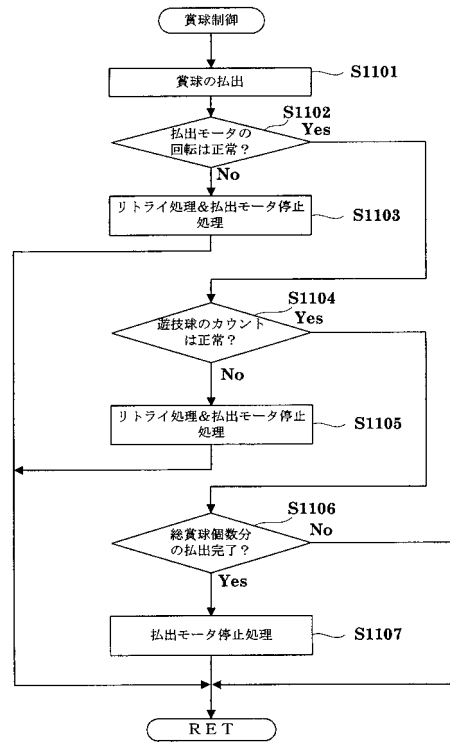 賞球制御
賞球の払出
S1101
S1102
払出モータの
回転は正常？
Yes
No
リトライ処理&払出モータ停止
処理
S1103
S1104
遊技球のカウント
は正常？
Yes
No
リトライ処理&払出モータ停止
処理
S1105
S1106
総賞球個数分
の払出完了？
No
Yes
払出モータ停止処理
S1107
RET